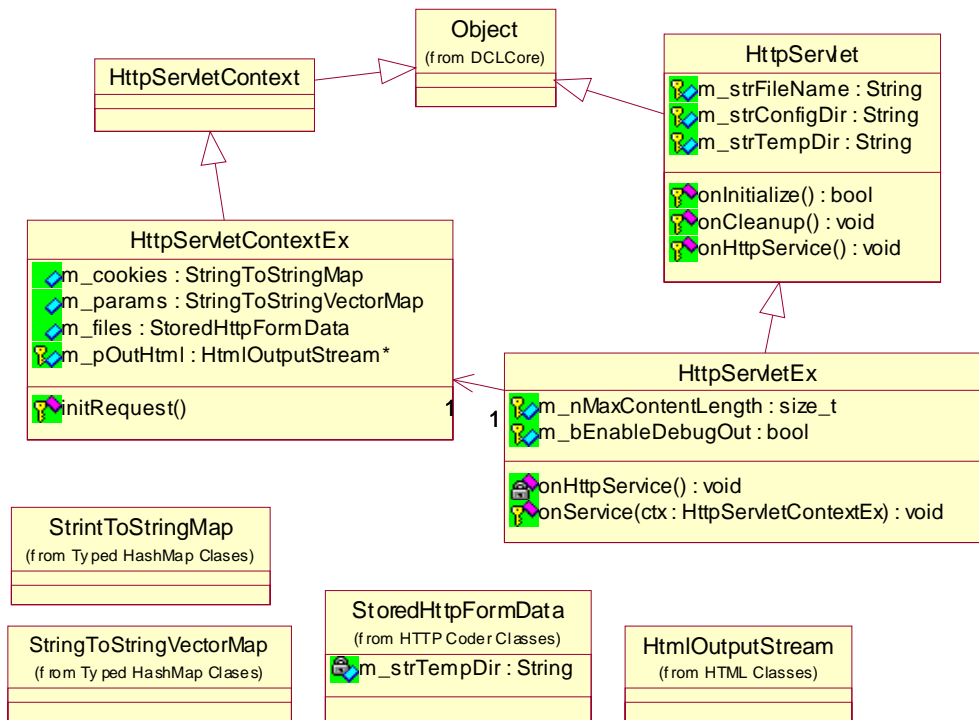 Object
(from DCLCore)
HttpServletContext
HttpServlet
m_strFileName : String
m_strConfigDir : String
m_strTempDir : String
onInitialize() : bool
onCleanup() : void
onHttpService() : void
HttpServletContextEx
m_cookies : StringToStringMap
m_params : StringToStringVectorMap
m_files : StoredHttpFormData
m_pOutHtml : HtmlOutputStream*
initRequest()
1
1
HttpServletEx
m_nMaxContentLength : size_t
m_bEnableDebugOut : bool
onHttpService() : void
onService(ctx : HttpServletContextEx) : void
StrintToStringMap
(from Typed HashMap Clases)
StringToStringVectorMap
(from Typed HashMap Clases)
StoredHttpFormData
(from HTTP Coder Classes)
m_strTempDir : String
HtmlOutputStream
(from HTML Classes)